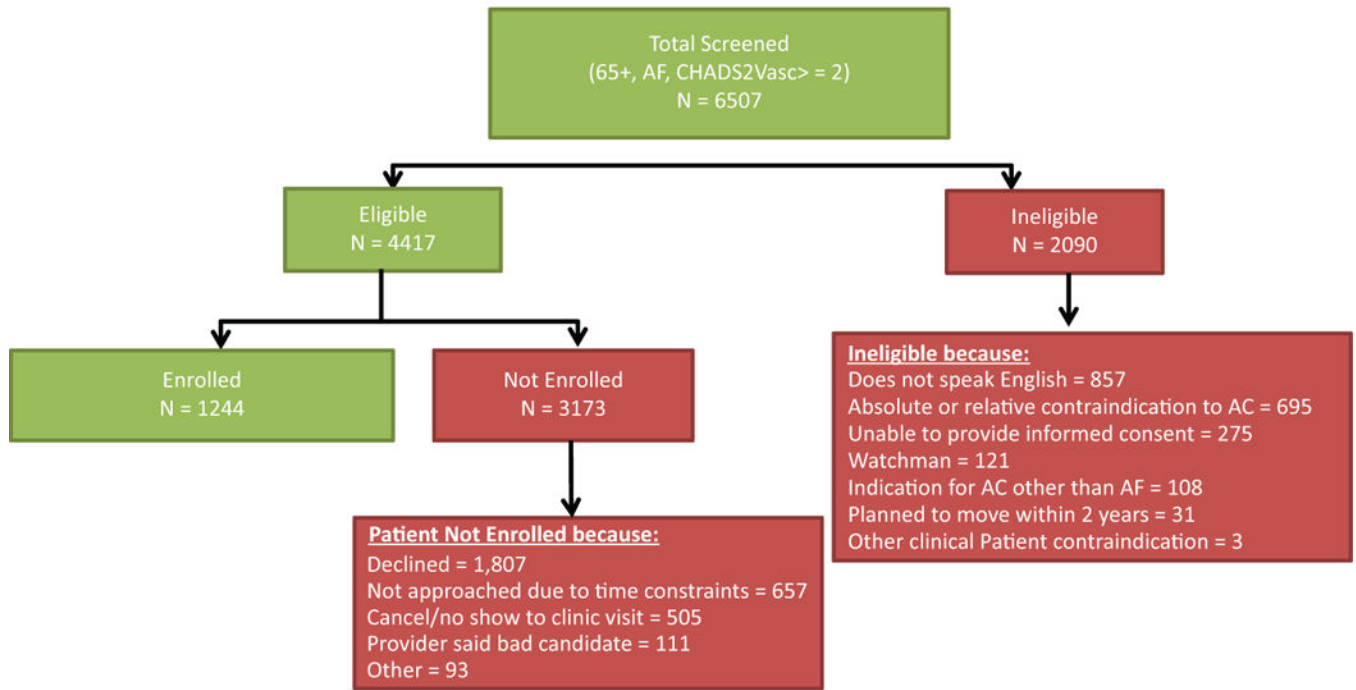 Total Screened
(65+, AF, CHADS2Vasc> = 2)
N = 6507
Eligible
N = 4417
Ineligible
N = 2090
Enrolled
N = 1244
Not Enrolled
N = 3173
Ineligible because:
Does not speak English = 857
Absolute or relative contraindication to AC = 695
Unable to provide informed consent = 275
Watchman = 121
Indication for AC other than AF = 108
Planned to move within 2 years = 31
Other clinical Patient contraindication = 3
Patient Not Enrolled because:
Declined = 1,807
Not approached due to time constraints = 657
Cancel/no show to clinic visit = 505
Provider said bad candidate = 111
Other = 93